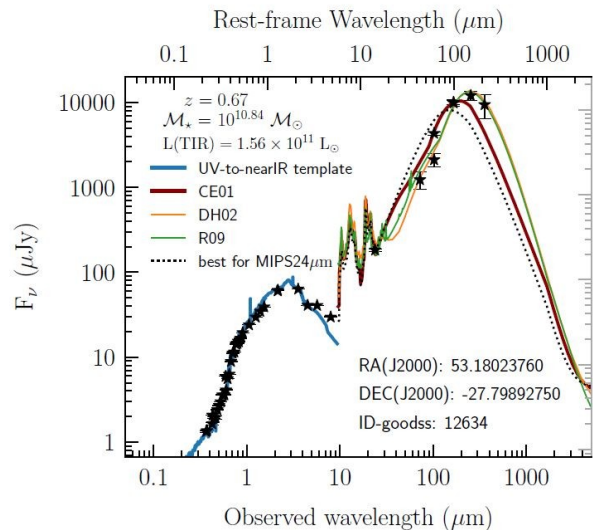 Rest-frame Wavelength (μm)
0.1 1 5 10 100 1000
10000
1000
100
10
1
F_ν (μJy)
z = 0.67
M⋆ = 10^10.84 M⊙
L(TIR) = 1.56 × 10^11 L⊙
UV-to-nearIR template
CE01
DH02
R09
best for MIPS24μm
RA(J2000): 53.18023760
DEC(J2000): -27.79892750
ID-goodss: 12634
0.1 1 10 100 1000
Observed wavelength (μm)